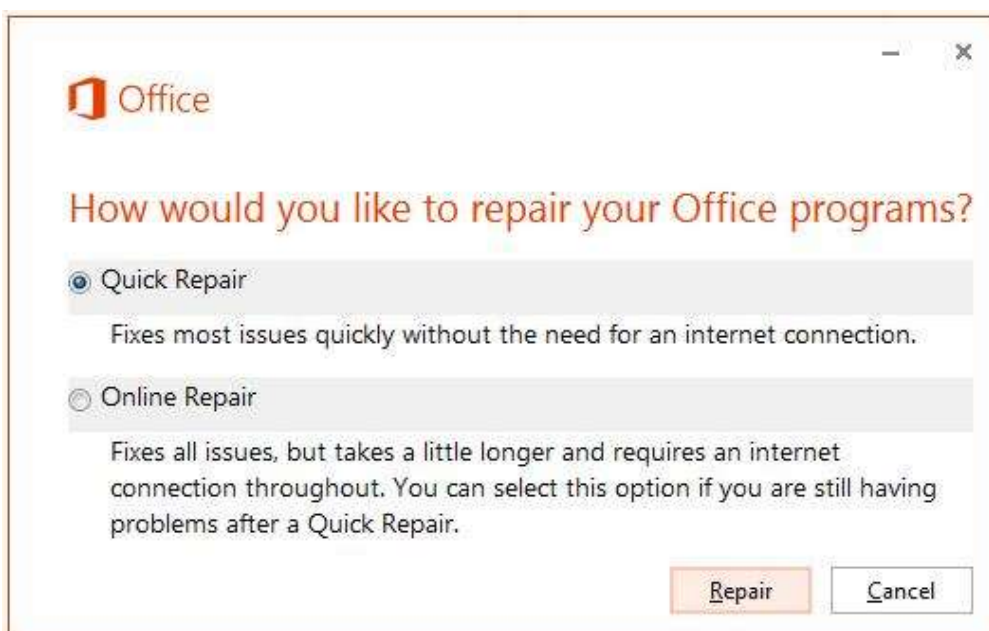 Office
How would you like to repair your Office programs?
Quick Repair
Fixes most issues quickly without the need for an internet connection.
Online Repair
Fixes all issues, but takes a little longer and requires an internet
connection throughout. You can select this option if you are still having
problems after a Quick Repair.
Repair Cancel